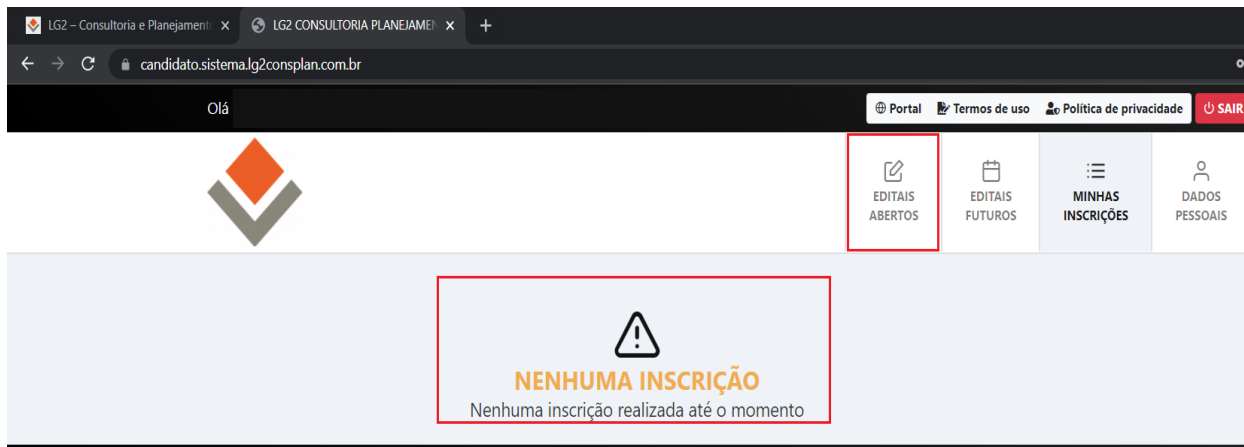 LG2 – Consultoria e Planejamento
LG2 CONSULTORIA PLANEJAMEN
candidato.sistema.lg2consplan.com.br
Olá
Portal
Termos de uso
Política de privacidade
SAIR
EDITAIS
ABERTOS
EDITAIS
FUTUROS
MINHAS
INSCRIÇÕES
DADOS
PESSOAIS
NENHUMA INSCRIÇÃO
Nenhuma inscrição realizada até o momento